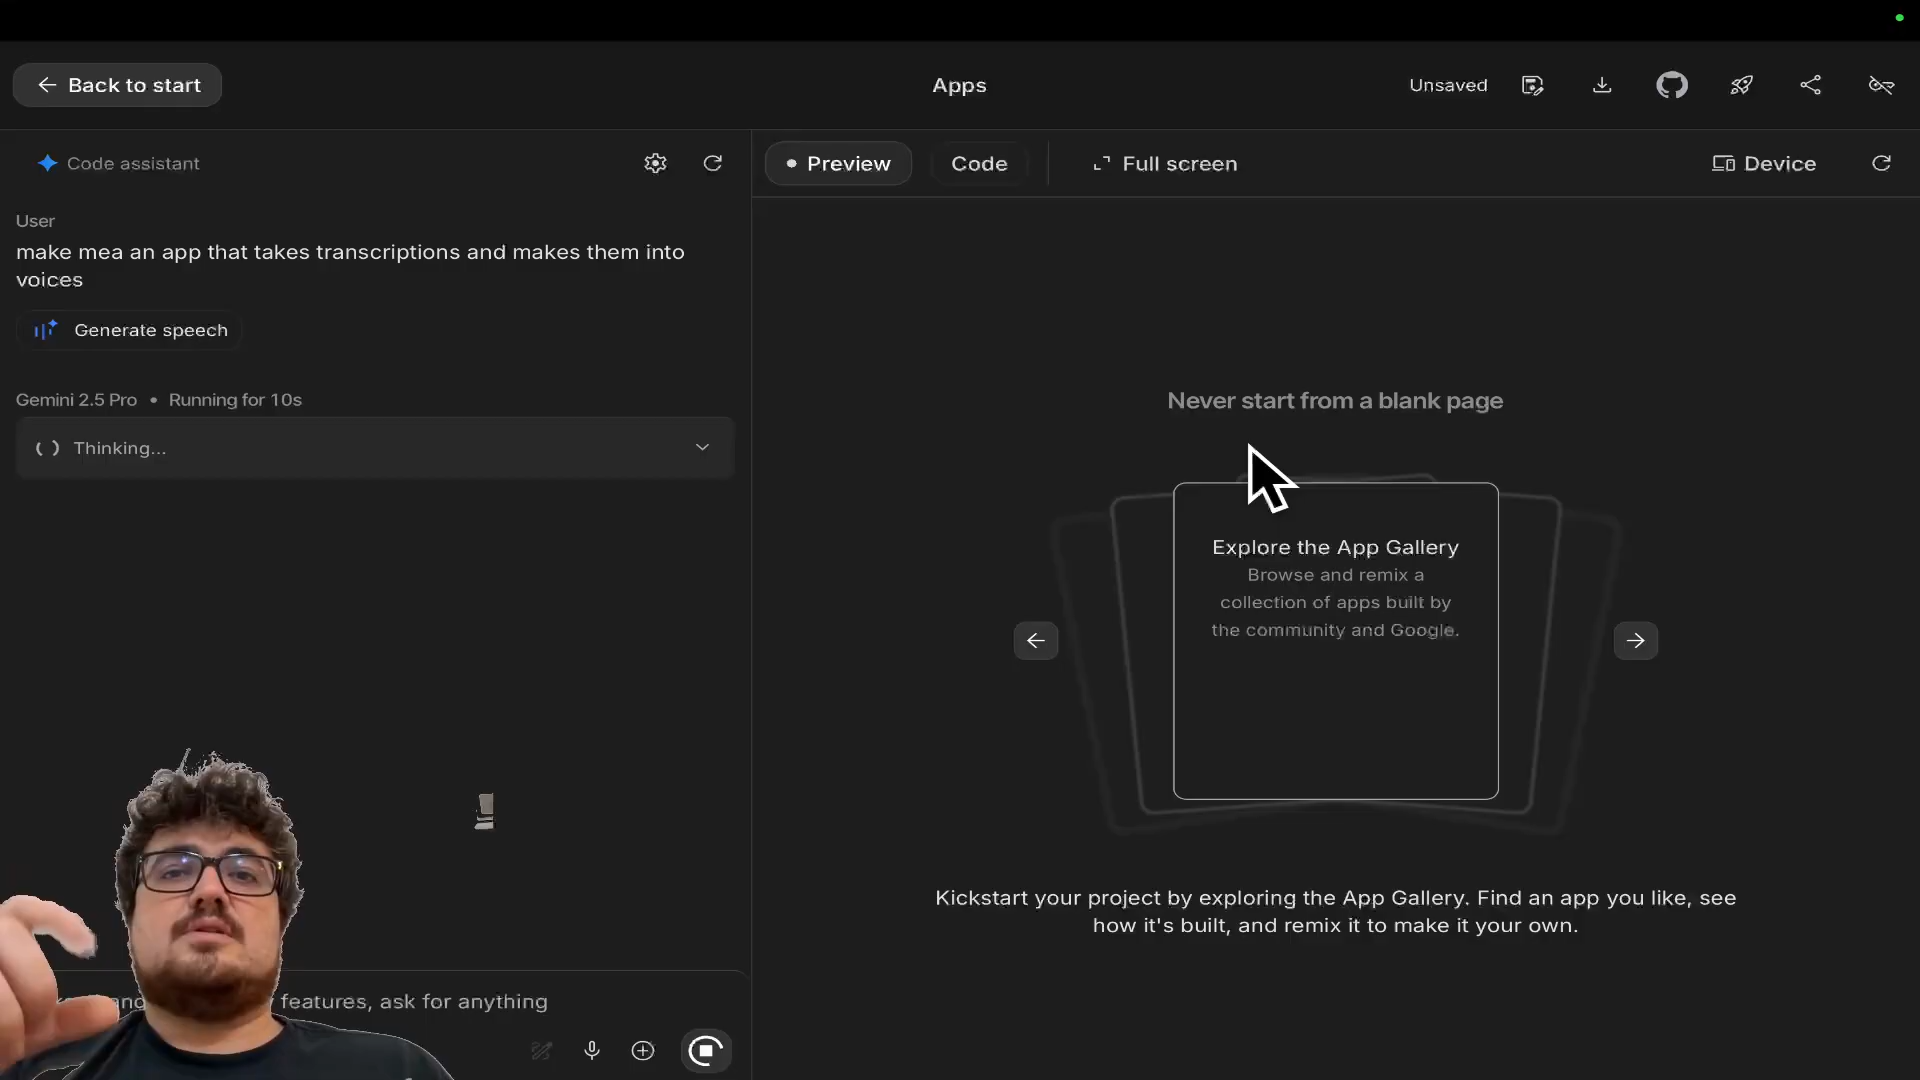 Back to start
Apps
Unsaved
Code assistant
Preview
Code
Full screen
Device
User
make mea an app that takes transcriptions and makes them into
voices
Generate speech
Gemini 2.5 Pro • Running for 10s
Thinking...
features, ask for anything
Never start from a blank page
Explore the App Gallery
Browse and remix a
collection of apps built by
the community and Google.
Kickstart your project by exploring the App Gallery. Find an app you like, see
how it's built, and remix it to make it your own.